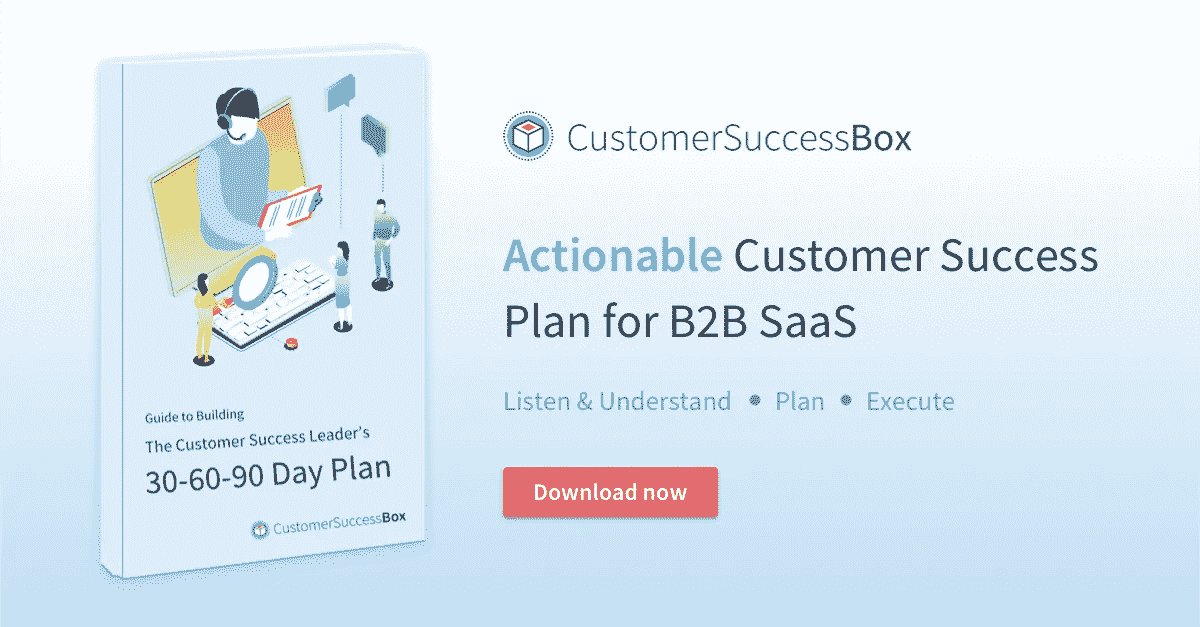 Guide to Building
The Customer Success Leader's
30-60-90 Day Plan
CustomerSuccessBox
CustomerSuccessBox
Actionable Customer Success
Plan for B2B SaaS
Listen & Understand • Plan • Execute
Download now